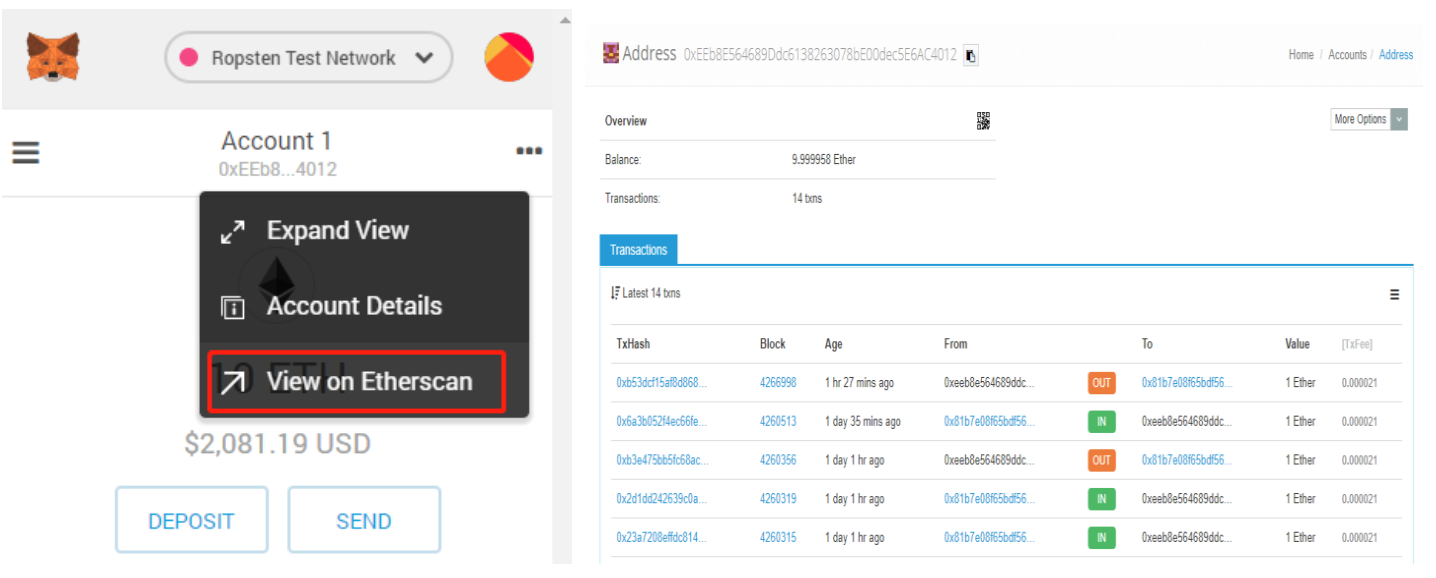 Ropsten Test Network
Account 1
0xEEb8...4012
Expand View
Account Details
10 ETH
View on Etherscan
$2,081.19 USD
DEPOSIT SEND
Address 0xEEb8E564689Ddc6138263078bE00dec5E6AC4012
Home / Accounts / Address
Overview
More Options
Balance: 9.999958 Ether
Transactions: 14 txns
Transactions
Latest 14 txns
TxHash Block Age From To Value [TxFee]
0xb53dcf15af8d868... 4266998 1 hr 27 mins ago 0xeeb8e564689ddc... OUT 0x81b7e08f65bdf56... 1 Ether 0.000021
0x6a3b052f4ec66fe... 4260513 1 day 35 mins ago 0x81b7e08f65bdf56... IN 0xeeb8e564689ddc... 1 Ether 0.000021
0xb3e475bb5fc68ac... 4260356 1 day 1 hr ago 0xeeb8e564689ddc... OUT 0x81b7e08f65bdf56... 1 Ether 0.000021
0x2d1dd242639c0a... 4260319 1 day 1 hr ago 0x81b7e08f65bdf56... IN 0xeeb8e564689ddc... 1 Ether 0.000021
0x23a7208effdc814... 4260315 1 day 1 hr ago 0x81b7e08f65bdf56... IN 0xeeb8e564689ddc... 1 Ether 0.000021